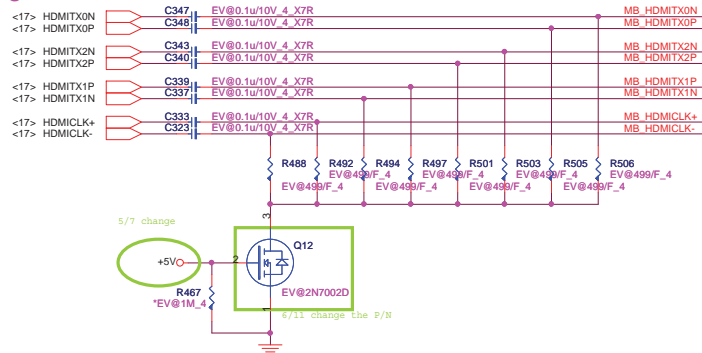 <17> HDMITX0N C347 EV@0.1u/10V_4_X7R MB_HDMITX0N
<17> HDMITX0P C348 EV@0.1u/10V_4_X7R MB_HDMITX0P
<17> HDMITX2N C343 EV@0.1u/10V_4_X7R MB_HDMITX2N
<17> HDMITX2P C340 EV@0.1u/10V_4_X7R MB_HDMITX2P
<17> HDMITX1P C339 EV@0.1u/10V_4_X7R MB_HDMITX1P
<17> HDMITX1N C337 EV@0.1u/10V_4_X7R MB_HDMITX1N
<17> HDMICLK+ C333 EV@0.1u/10V_4_X7R MB_HDMICLK+
<17> HDMICLK- C323 EV@0.1u/10V_4_X7R MB_HDMICLK-
R488 R492 R494 R497 R501 R503 R505 R506
EV@499/F_4 EV@499/F_4 EV@499/F_4 EV@499/F_4
EV@499/F_4 EV@499/F_4 EV@499/F_4 EV@499/F_4
5/7 change
3
Q12
+5V 2
R467
*EV@1M_4
EV@2N7002D
1
6/11 change the P/N